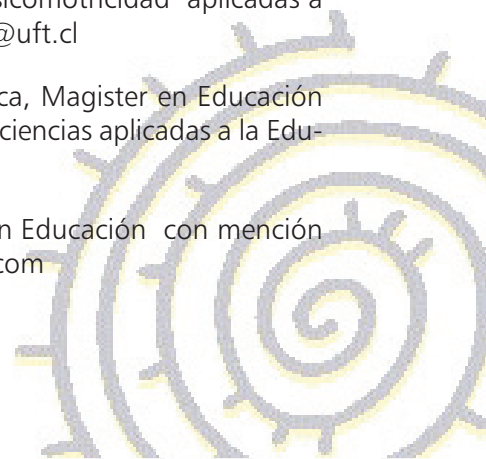 sicomotricidad aplicadas a
@uft.cl
ca, Magister en Educación
ciencias aplicadas a la Edu-
n Educación con mención
com